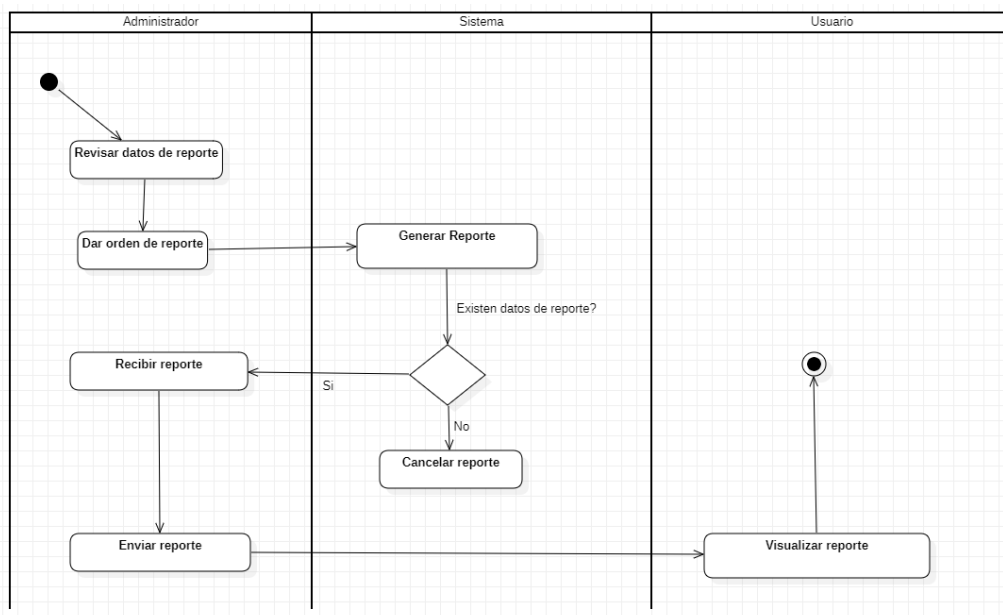 Administrador
Sistema
Usuario
Revisar datos de reporte
Dar orden de reporte
Generar Reporte
Existen datos de reporte?
Recibir reporte
Si
No
Cancelar reporte
Enviar reporte
Visualizar reporte